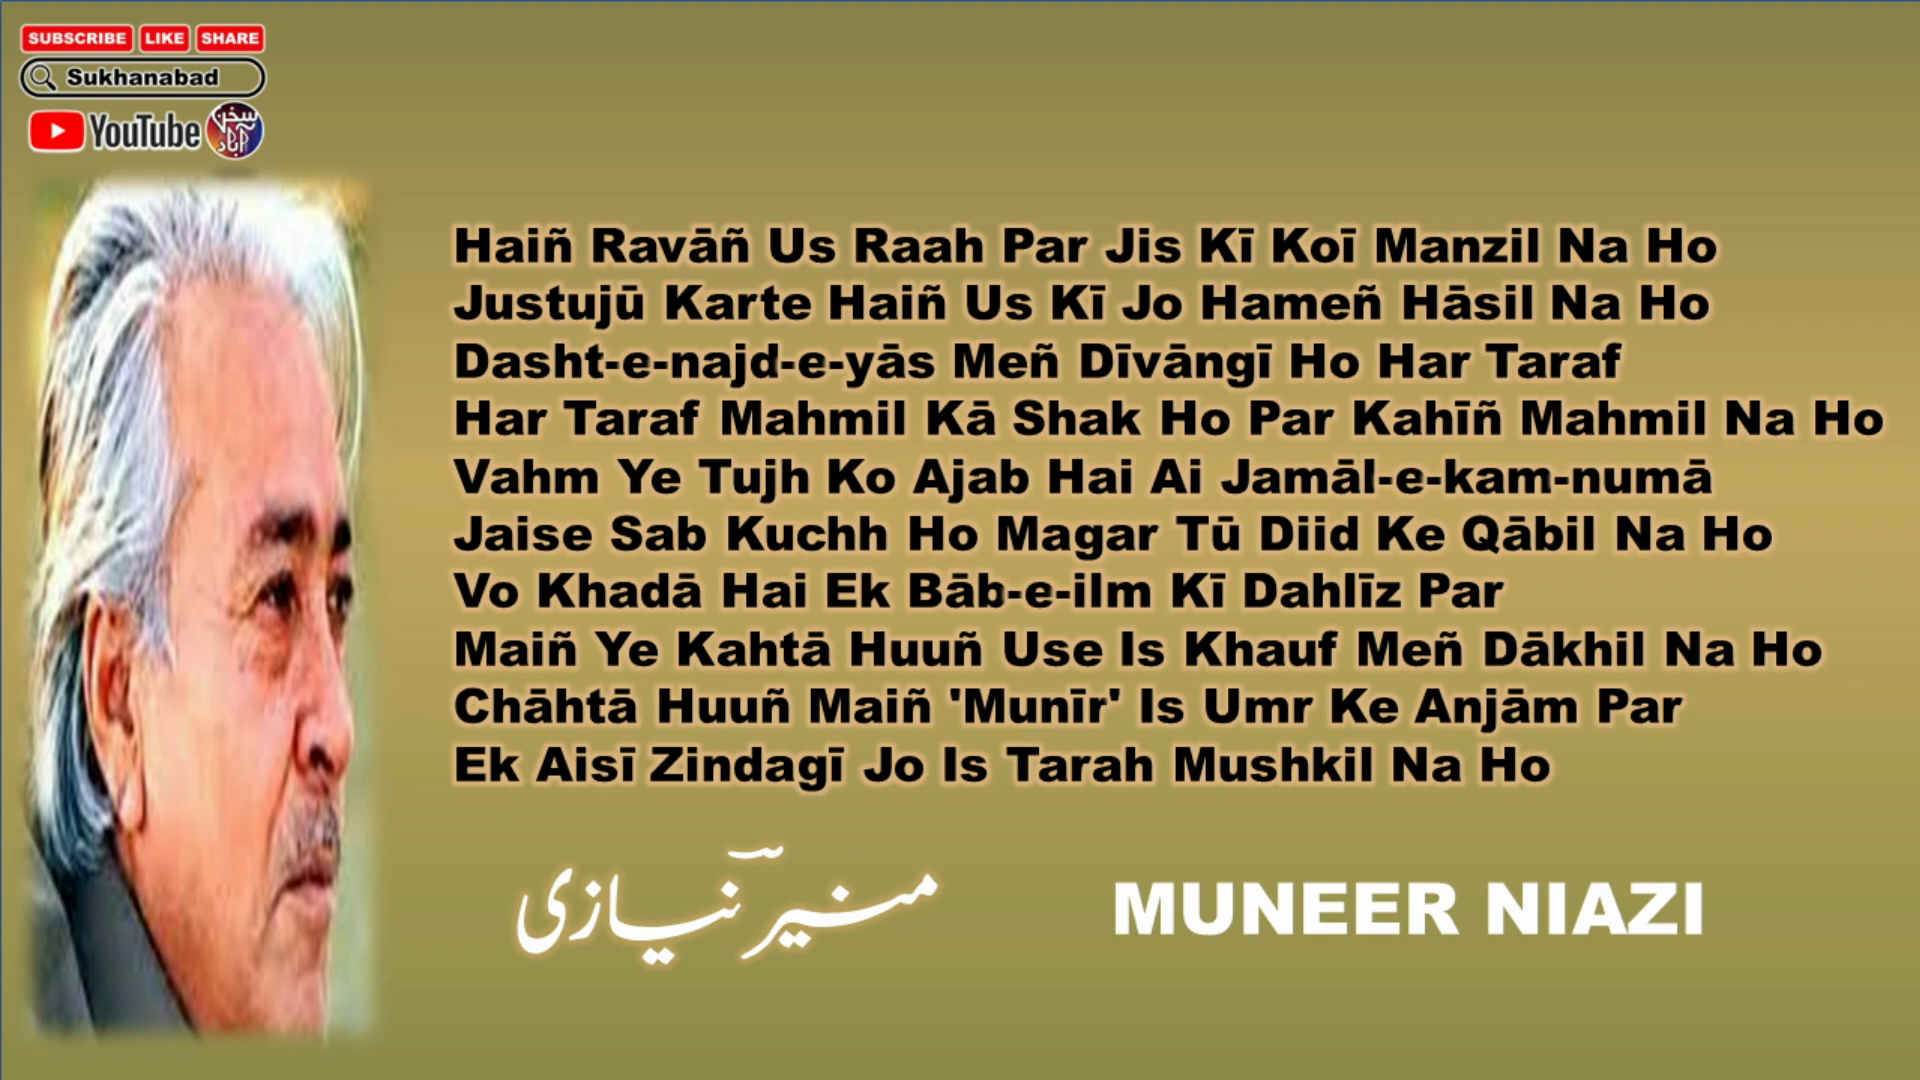 SUBSCRIBE LIKE SHARE
Sukhanabad
YouTube سخن آباد
Haiñ Ravāñ Us Raah Par Jis Kī Koī Manzil Na Ho
Justujū Karte Haiñ Us Kī Jo Hameñ Hāsil Na Ho
Dasht-e-najd-e-yās Meñ Dīvāngī Ho Har Taraf
Har Taraf Mahmil Kā Shak Ho Par Kahīñ Mahmil Na Ho
Vahm Ye Tujh Ko Ajab Hai Ai Jamāl-e-kam-numā
Jaise Sab Kuchh Ho Magar Tū Diid Ke Qābil Na Ho
Vo Khadā Hai Ek Bāb-e-ilm Kī Dahlīz Par
Maiñ Ye Kahtā Huuñ Use Is Khauf Meñ Dākhil Na Ho
Chāhtā Huuñ Maiñ 'Munīr' Is Umr Ke Anjām Par
Ek Aisī Zindagī Jo Is Tarah Mushkil Na Ho
منیر نیازی MUNEER NIAZI